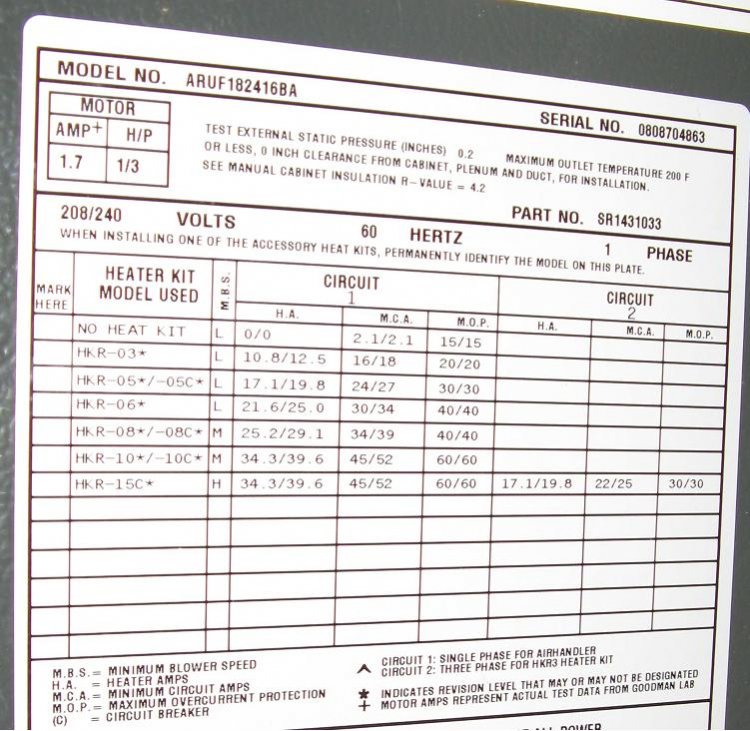 MODEL NO. ARUF182416BA
SERIAL NO. 0808704863
MOTOR
AMP+ H/P
1.7 1/3
TEST EXTERNAL STATIC PRESSURE (INCHES) 0.2 MAXIMUM OUTLET TEMPERATURE 200 F
OR LESS, 0 INCH CLEARANCE FROM CABINET, PLENUM AND DUCT, FOR INSTALLATION.
SEE MANUAL CABINET INSULATION R-VALUE = 4.2
PART NO. SR1431033
208/240 VOLTS 60 HERTZ 1 PHASE
WHEN INSTALLING ONE OF THE ACCESSORY HEAT KITS, PERMANENTLY IDENTIFY THE MODEL ON THIS PLATE.
MARK HERE HEATER KIT MODEL USED M.B.S. CIRCUIT 1 CIRCUIT 2
H.A. M.C.A. M.O.P. H.A. M.C.A. M.O.P.
NO HEAT KIT L 0/0 2.1/2.1 15/15
HKR-03* L 10.8/12.5 16/18 20/20
HKR-05*/-05C* L 17.1/19.8 24/27 30/30
HKR-06* L 21.6/25.0 30/34 40/40
HKR-08*/-08C* M 25.2/29.1 34/39 40/40
HKR-10*/-10C* M 34.3/39.6 45/52 60/60
HKR-15C* H 34.3/39.6 45/52 60/60 17.1/19.8 22/25 30/30
M.B.S.= MINIMUM BLOWER SPEED
H.A. = HEATER AMPS
M.C.A. = MINIMUM CIRCUIT AMPS
M.O.P.= MAXIMUM OVERCURRENT PROTECTION
(C) = CIRCUIT BREAKER
^ CIRCUIT 1: SINGLE PHASE FOR AIRHANDLER
CIRCUIT 2: THREE PHASE FOR HKR3 HEATER KIT
* INDICATES REVISION LEVEL THAT MAY OR MAY NOT BE DESIGNATED
+ MOTOR AMPS REPRESENT ACTUAL TEST DATA FROM GOODMAN LAB
ALL POWER